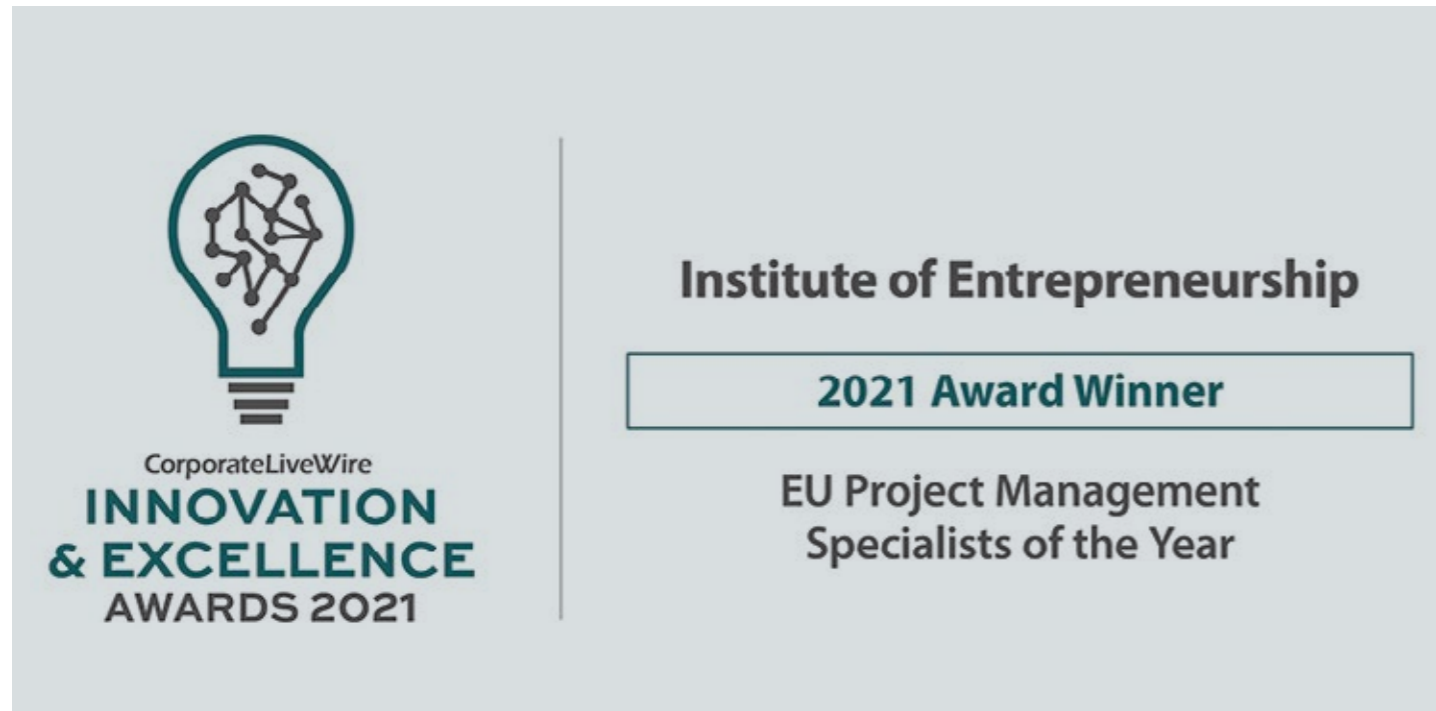 CorporateLiveWire
INNOVATION
& EXCELLENCE
AWARDS 2021
Institute of Entrepreneurship
2021 Award Winner
EU Project Management
Specialists of the Year